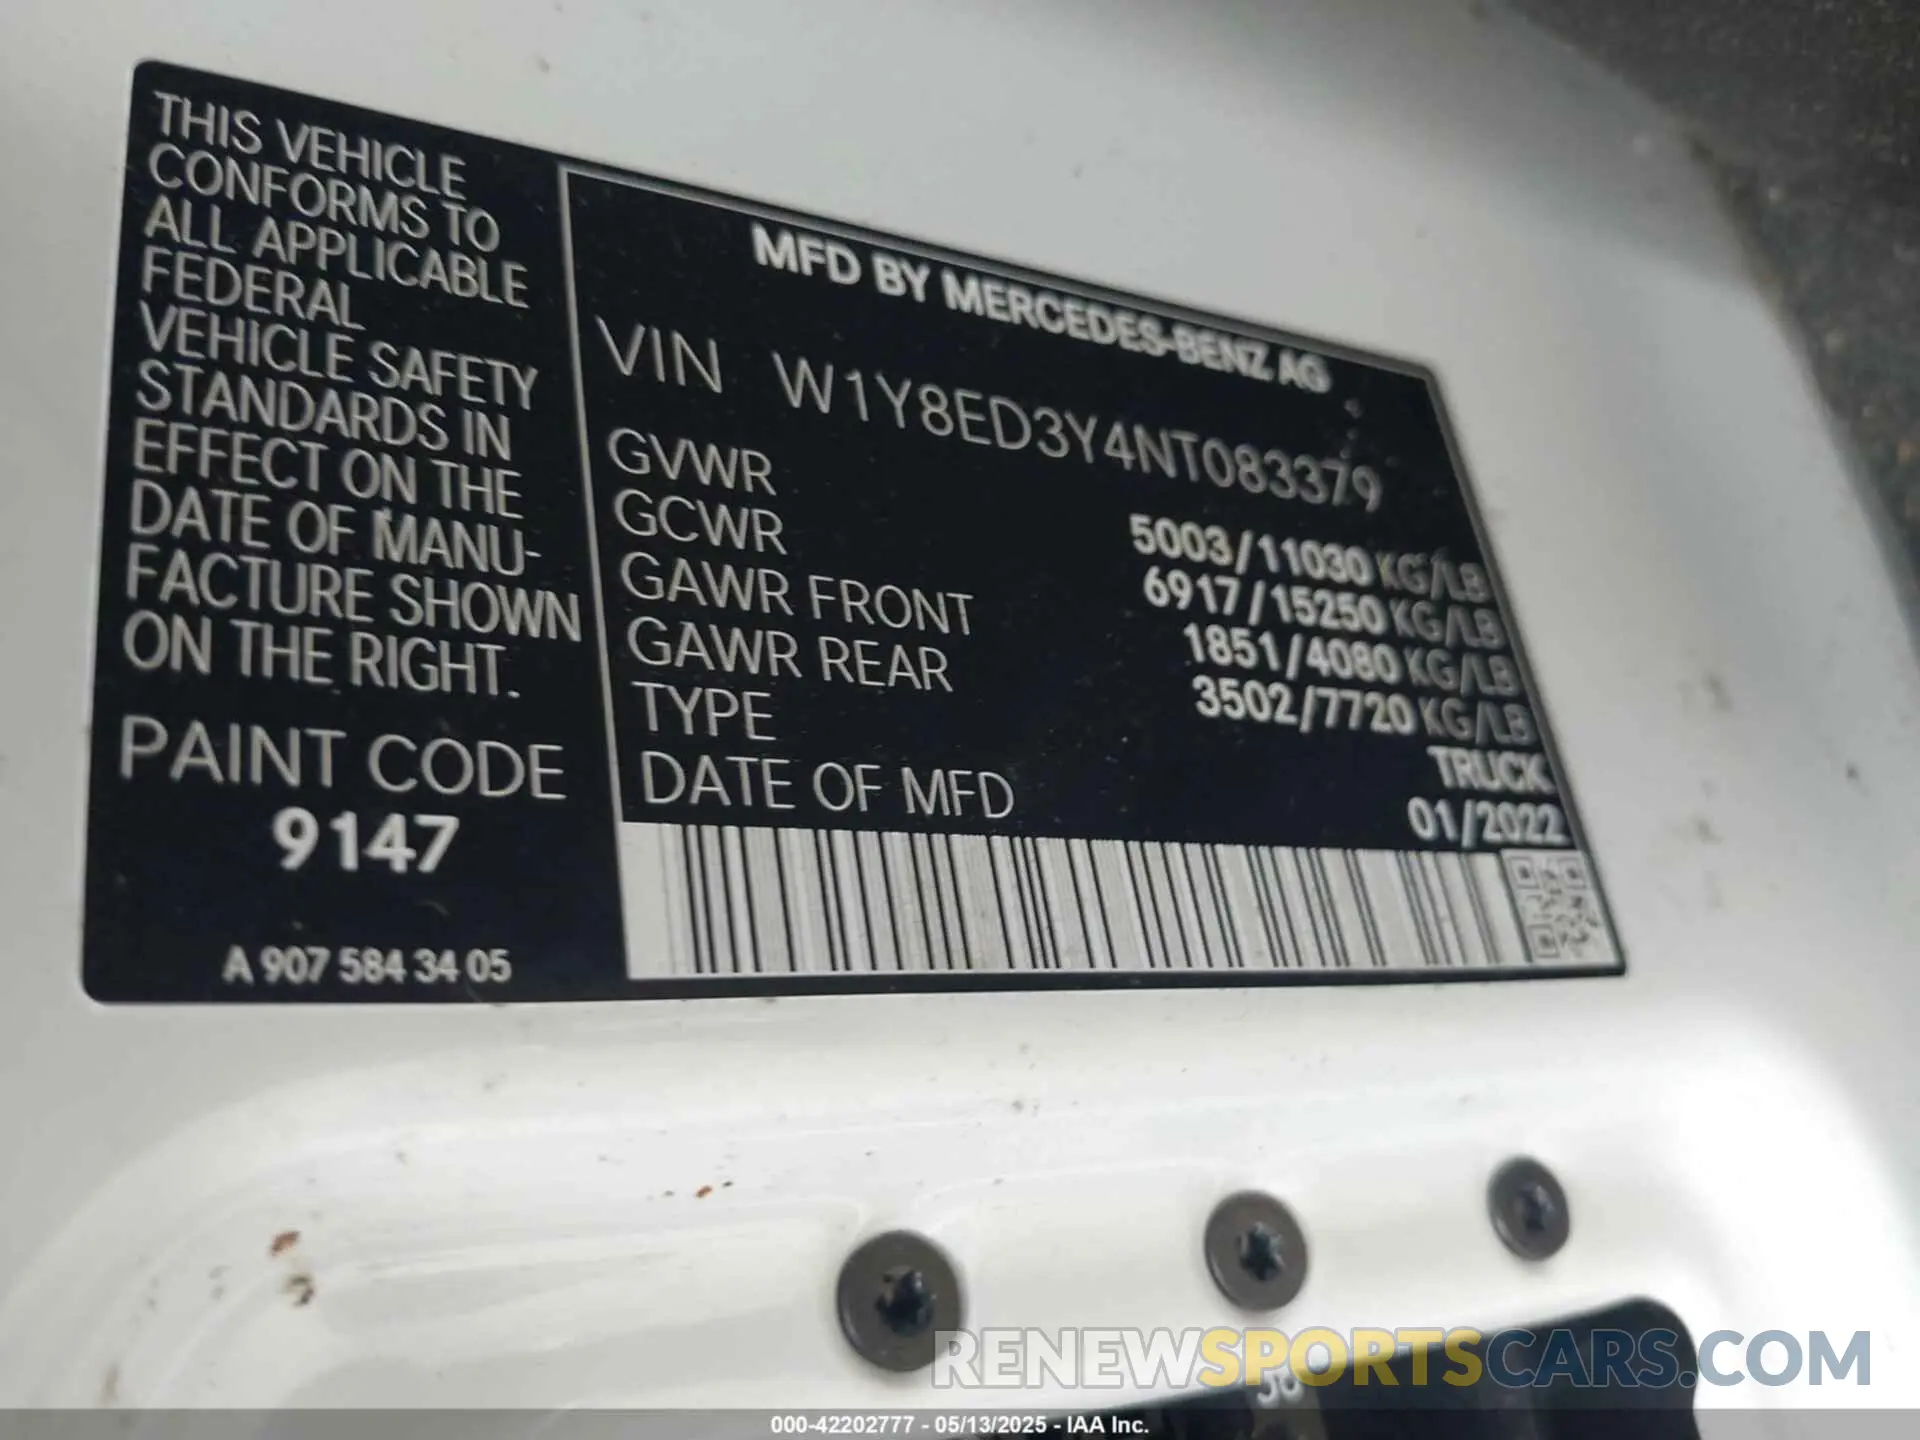 THIS VEHICLE
CONFORMS TO
ALL APPLICABLE
FEDERAL
VEHICLE SAFETY
STANDARDS IN
EFFECT ON THE
DATE OF MANU-
FACTURE SHOWN
ON THE RIGHT.
PAINT CODE
9147
A 907 584 34 05
MFD BY MERCEDES-BENZ AG
VIN W1Y8ED3Y4NT083379
GVWR 5003/11030 KG/LB
GCWR 6917/15250 KG/LB
GAWR FRONT 1851/4080 KG/LB
GAWR REAR 3502/7720 KG/LB
TYPE TRUCK
DATE OF MFD 01/2022
RENEWSPORTSCARS.COM
000-42202777 - 05/13/2025 - IAA Inc.